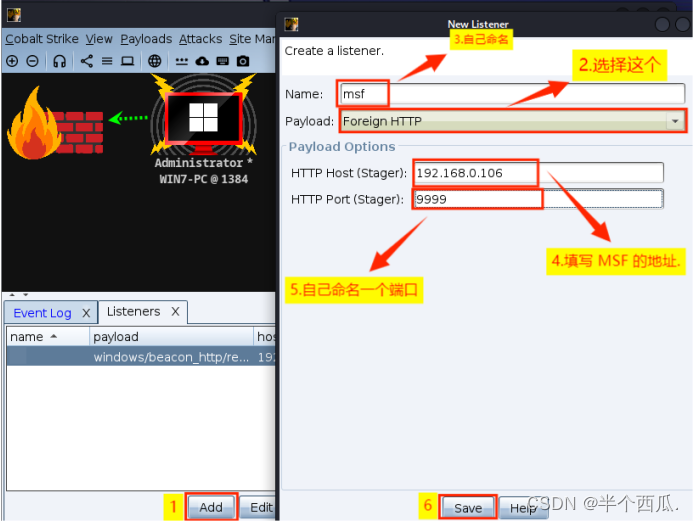 New Listener
Cobalt Strike View Payloads Attacks Site Mar
Create a listener.
3.自己命名
2.选择这个
Name: msf
Payload: Foreign HTTP
Payload Options
HTTP Host (Stager): 192.168.0.106
HTTP Port (Stager): 9999
Administrator *
WIN7-PC @ 1384
4.填写 MSF 的地址.
5.自己命名一个端口
Event Log X Listeners X
name payload hos
windows/beacon_http/re... 192
1 Add Edit
6 Save Help
CSDN @半个西瓜.